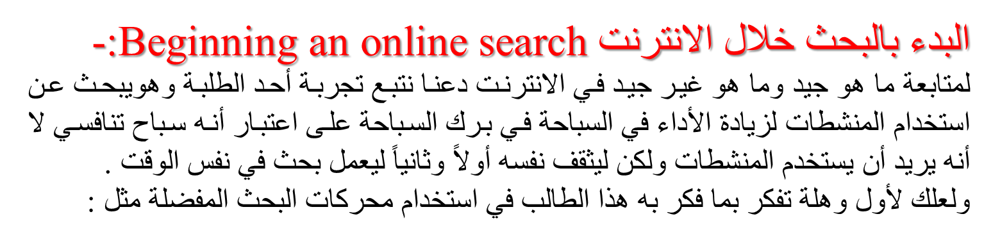 البدء بالبحث خلال الانترنت Beginning an online search:-
لمتابعة ما هو جيد وما هو غير جيد في الانترنت دعنا نتبع تجربة أحد الطلبة وهويبحث عن
استخدام المنشطات لزيادة الأداء في السباحة في برك السباحة على اعتبار أنه سباح تنافسي لا
أنه يريد أن يستخدم المنشطات ولكن ليثقف نفسه أولاً وثانياً ليعمل بحث في نفس الوقت .
ولعلك لأول وهلة تفكر بما فكر به هذا الطالب في استخدام محركات البحث المفضلة مثل :